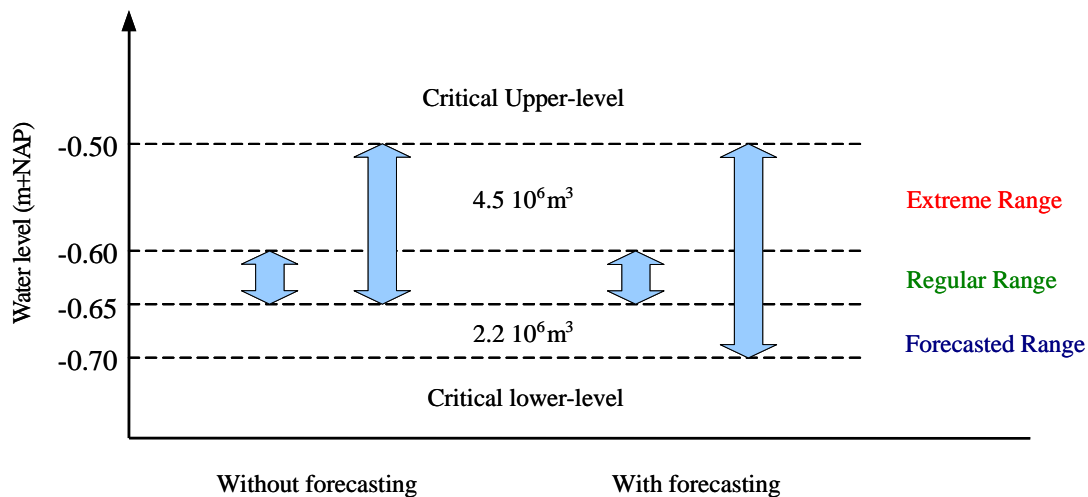 Critical Upper-level
Water level (m+NAP)
-0.50
4.5 10⁶m³
Extreme Range
-0.60
Regular Range
-0.65
2.2 10⁶m³
Forecasted Range
-0.70
Critical lower-level
Without forecasting
With forecasting